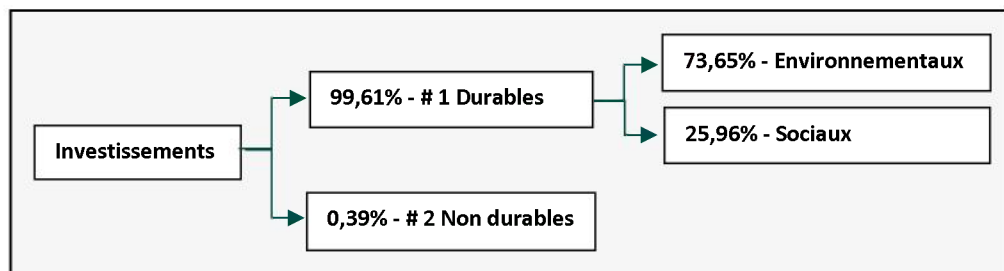 73,65% - Environnementaux
99,61% - # 1 Durables
25,96% - Sociaux
Investissements
0,39% - # 2 Non durables